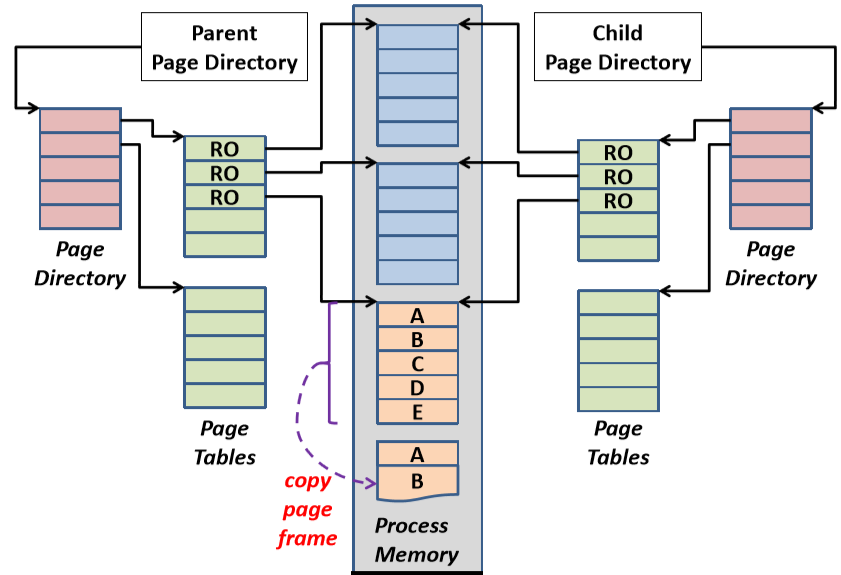 Parent
Page Directory
Child
Page Directory
RO
RO
RO
RO
RO
RO
Page
Directory
Page
Directory
A
B
C
D
E
Page
Tables
Page
Tables
A
B
copy
page
frame
Process
Memory